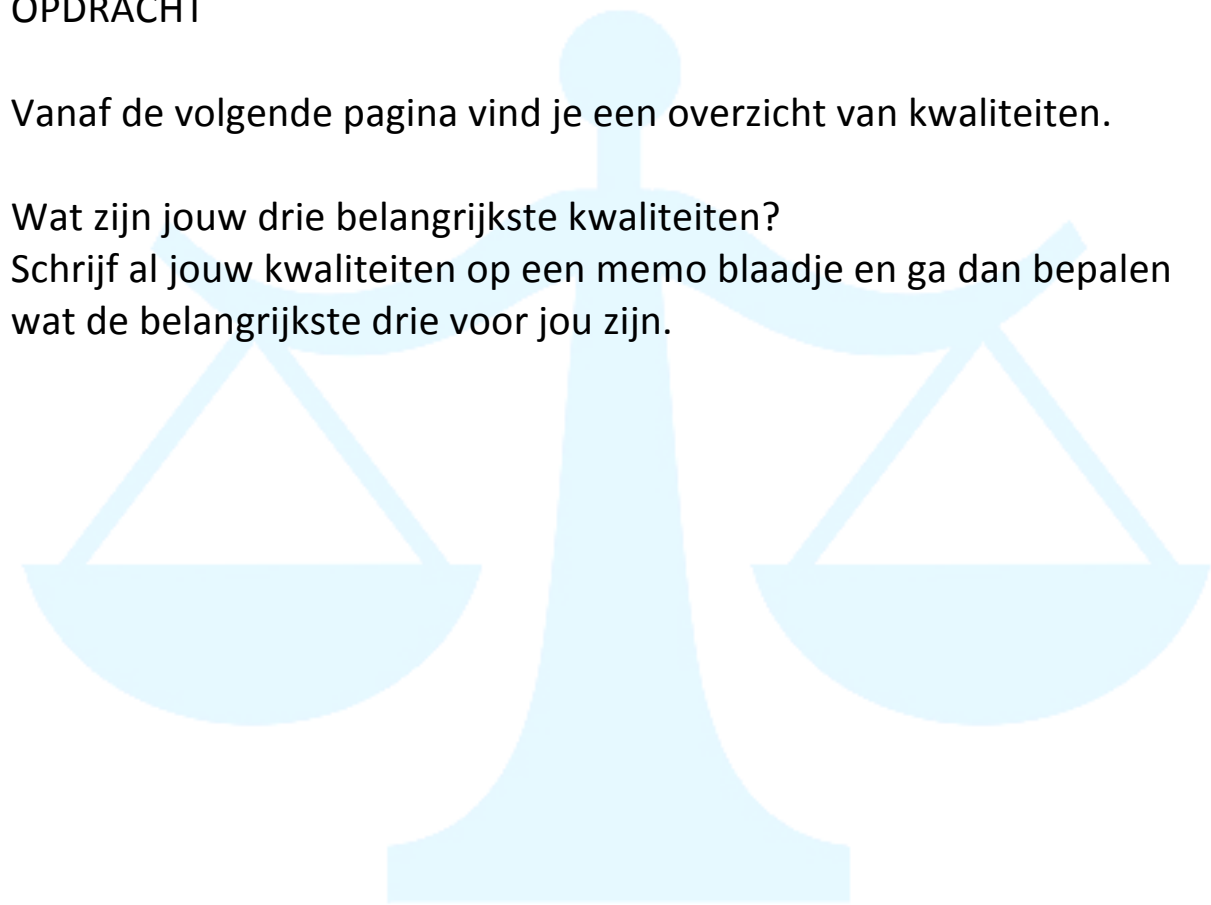 OPDRACHT
Vanaf de volgende pagina vind je een overzicht van kwaliteiten.
Wat zijn jouw drie belangrijkste kwaliteiten?
Schrijf al jouw kwaliteiten op een memo blaadje en ga dan bepalen
wat de belangrijkste drie voor jou zijn.